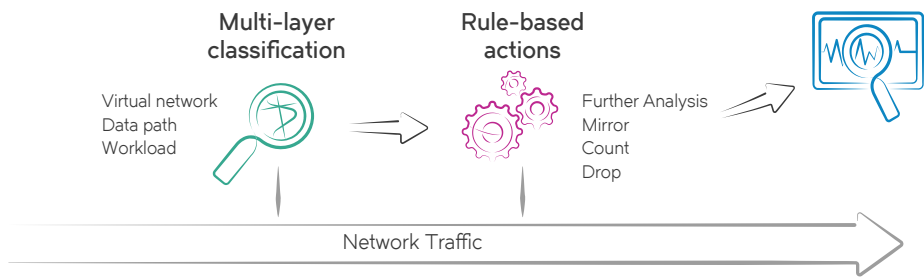 Multi-layer
classification
Virtual network
Data path
Workload
Rule-based
actions
Further Analysis
Mirror
Count
Drop
Network Traffic